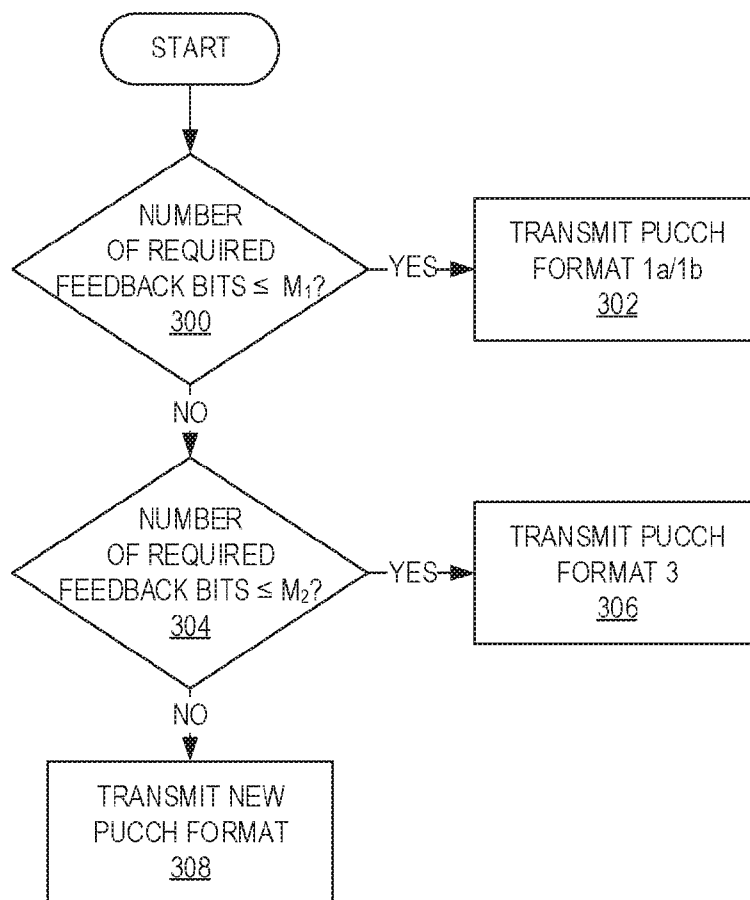 START
NUMBER
OF REQUIRED
FEEDBACK BITS ≤ M₁?
300
YES
TRANSMIT PUCCH
FORMAT 1a/1b
302
NO
NUMBER
OF REQUIRED
FEEDBACK BITS ≤ M₂?
304
YES
TRANSMIT PUCCH
FORMAT 3
306
NO
TRANSMIT NEW
PUCCH FORMAT
308